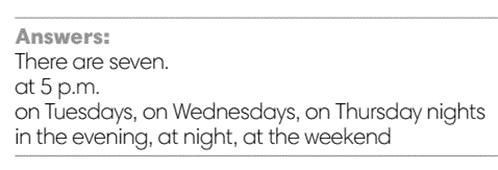 Answers:
There are seven.
at 5 p.m.
on Tuesdays, on Wednesdays, on Thursday nights
in the evening, at night, at the weekend